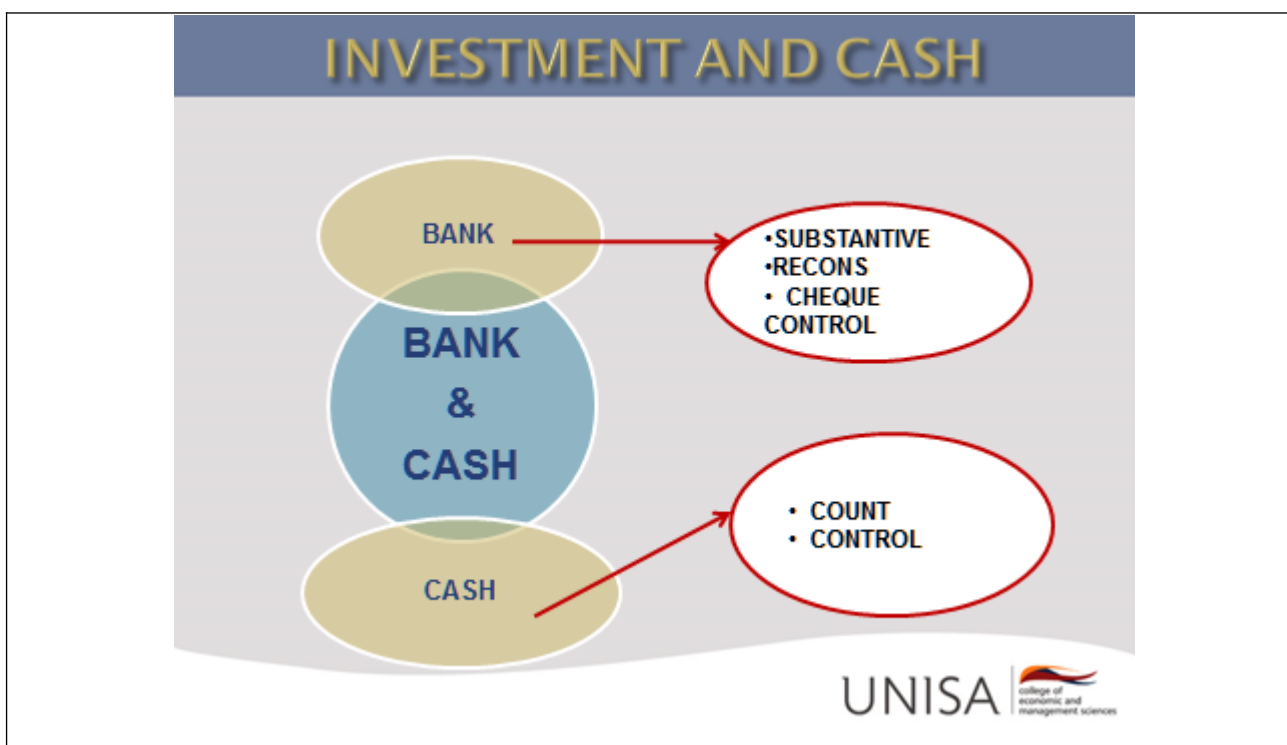 INVESTMENT AND CASH
BANK
•SUBSTANTIVE
•RECONS
• CHEQUE
CONTROL
BANK
&
CASH
• COUNT
• CONTROL
CASH
UNISA
college of
economic and
management sciences